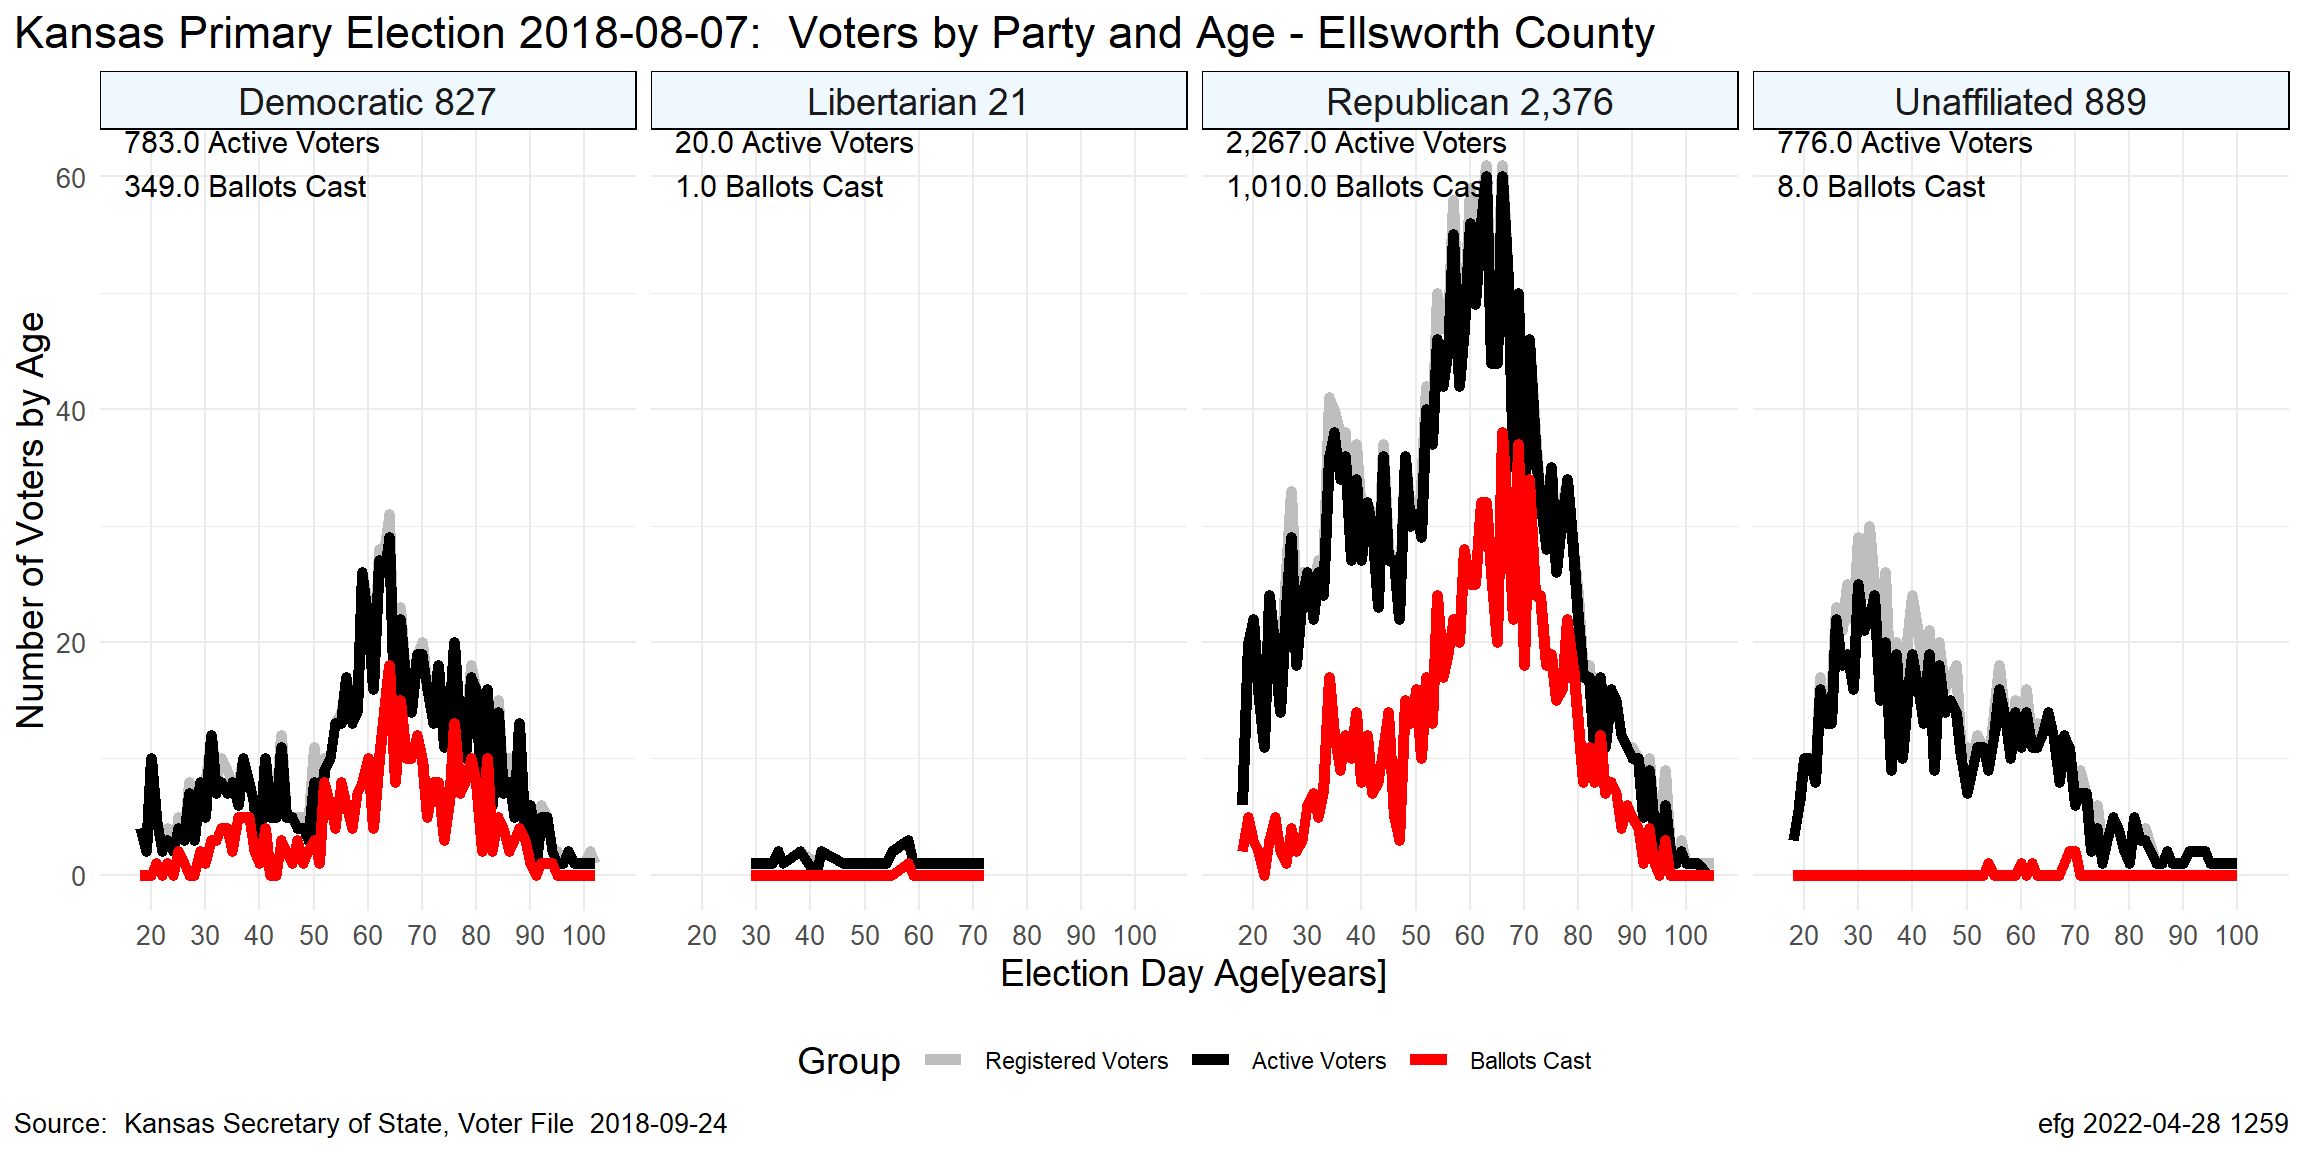 Kansas Primary Election 2018-08-07:  Voters by Party and Age - Ellsworth County
Democratic 827
Libertarian 21
Republican 2,376
Unaffiliated 889
783.0 Active Voters
349.0 Ballots Cast
20.0 Active Voters
1.0 Ballots Cast
2,267.0 Active Voters
1,010.0 Ballots Cast
776.0 Active Voters
8.0 Ballots Cast
Number of Voters by Age
60
40
20
0
20 30 40 50 60 70 80 90 100
20 30 40 50 60 70 80 90 100
20 30 40 50 60 70 80 90 100
20 30 40 50 60 70 80 90 100
Election Day Age[years]
Group Registered Voters Active Voters Ballots Cast
Source:  Kansas Secretary of State, Voter File  2018-09-24
efg 2022-04-28 1259